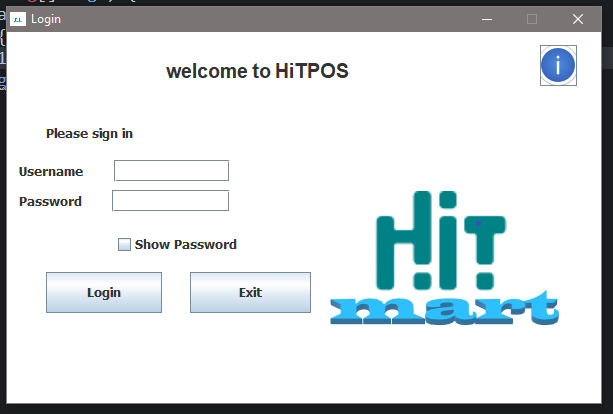 Login
welcome to HiTPOS
i
Please sign in
Username
Password
Show Password
Login
Exit
HiT
mart